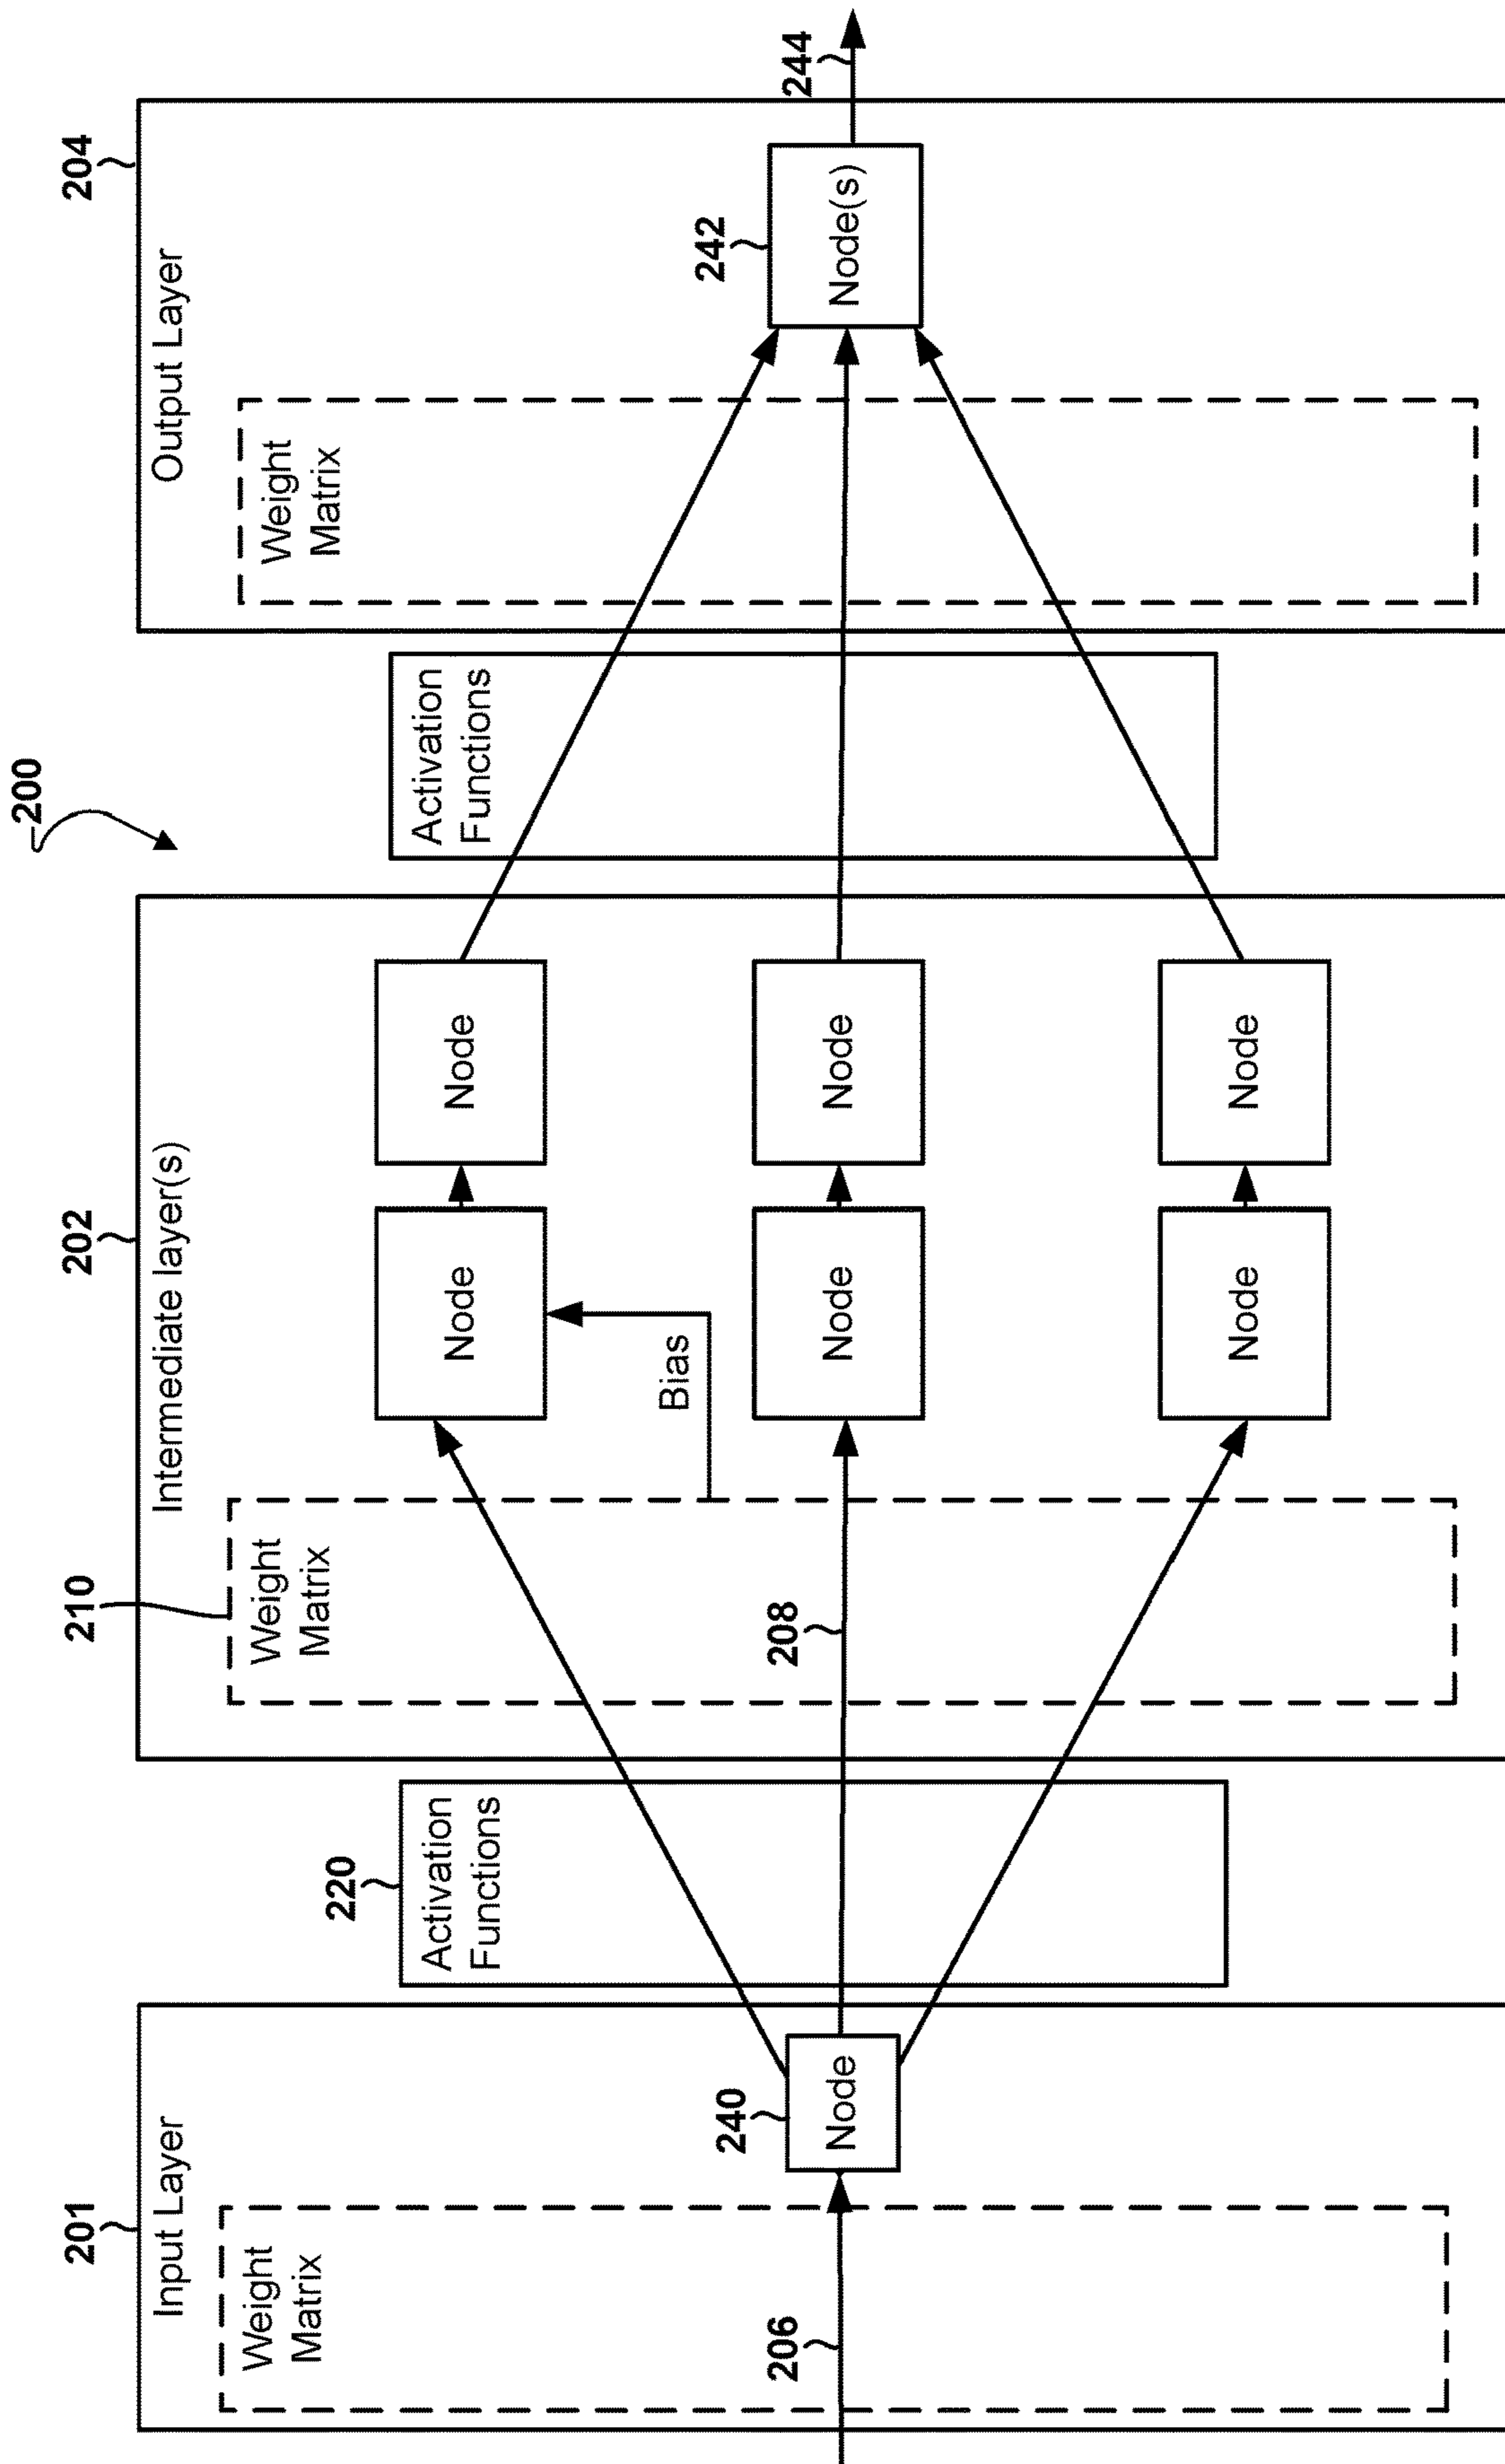 200
201
Input Layer
Weight
Matrix
206
240
Node
220
Activation
Functions
202
Intermediate layer(s)
210
Weight
Matrix
208
Bias
Node
Node
Node
Node
Node
Node
Activation
Functions
204
Output Layer
Weight
Matrix
242
Node(s)
244